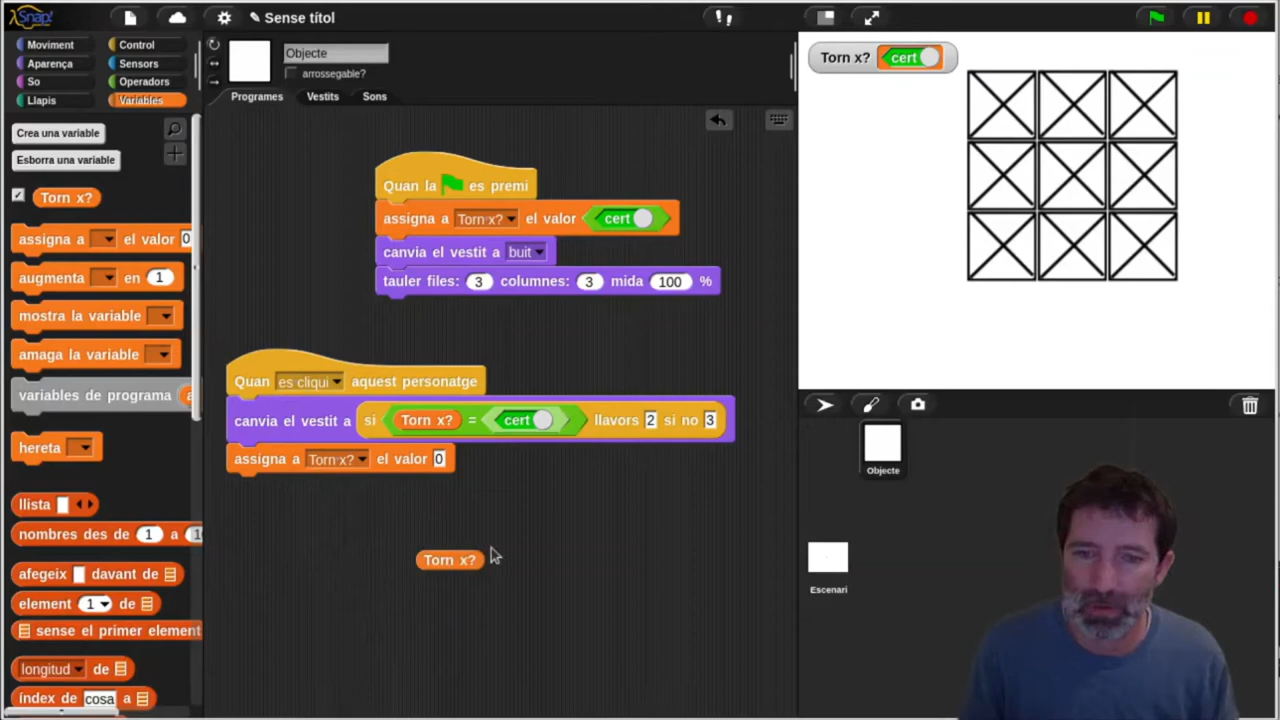 Snap!
Sense títol
Moviment
Control
Aparença
Sensors
So
Operadors
Llapis
Variables
Objecte
arrossegable?
Programes
Vestits
Sons
Crea una variable
Esborra una variable
Torn x?
assigna a el valor 0
augmenta en 1
mostra la variable
amaga la variable
variables de programa
hereta
llista
nombres des de 1 a
afegeix davant de
element 1 de
sense el primer element
longitud de
índex de cosa a
Quan la es premi
assigna a Torn x? el valor cert
canvia el vestit a buit
tauler files: 3 columnes: 3 mida 100 %
Quan es cliqui aquest personatge
canvia el vestit a si Torn x? = cert llavors 2 si no 3
assigna a Torn x? el valor 0
Torn x?
Torn x? cert
Objecte
Escenari